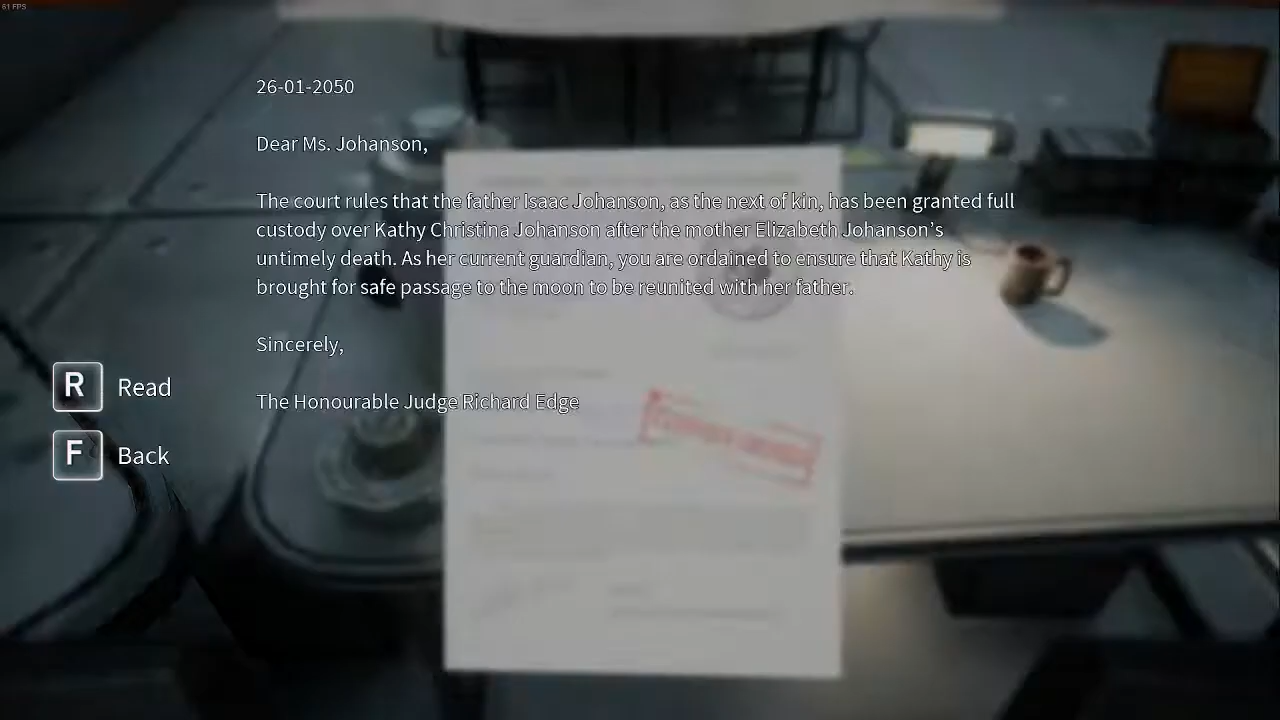 61 FPS
26-01-2050
Dear Ms. Johanson,
The court rules that the father Isaac Johanson, as the next of kin, has been granted full
custody over Kathy Christina Johanson after the mother Elizabeth Johanson’s
untimely death. As her current guardian, you are ordained to ensure that Kathy is
brought for safe passage to the moon to be reunited with her father.
Sincerely,
The Honourable Judge Richard Edge
R Read
F Back